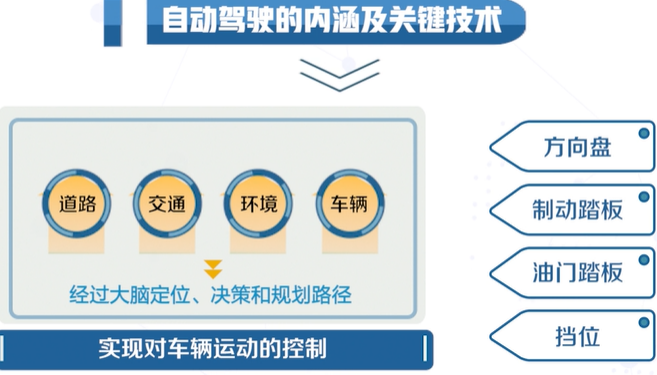 自动驾驶的内涵及关键技术
道路 交通 环境 车辆
经过大脑定位、决策和规划路径
实现对车辆运动的控制
方向盘
制动踏板
油门踏板
挡位